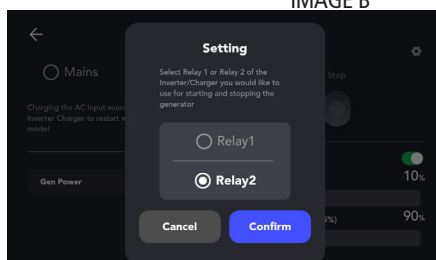 IMAGE B
Mains
Charging the AC input sour
Inverter Charger to restart
mode!
Gen Power
Setting
Select Relay 1 or Relay 2 of the
Inverter/Charger you would like to
use for starting and stopping the
generator
Relay1
Relay2
Cancel
Confirm
Stop
10%
%)
90%